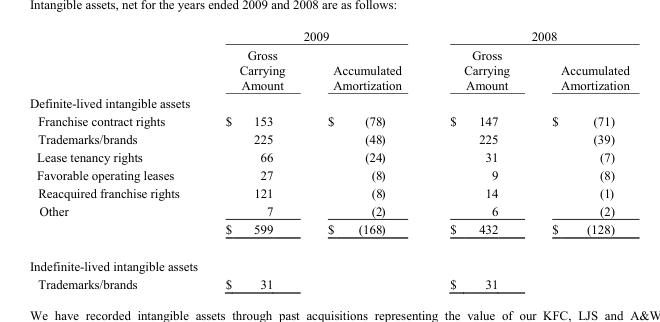 Intangible assets, net for the years ended 2009 and 2008 are as follows:
2009 2008
Gross Gross
Carrying Accumulated Carrying Accumulated
Amount Amortization Amount Amortization
Definite-lived intangible assets
Franchise contract rights $ 153 $ (78) $ 147 $ (71)
Trademarks/brands 225 (48) 225 (39)
Lease tenancy rights 66 (24) 31 (7)
Favorable operating leases 27 (8) 9 (8)
Reacquired franchise rights 121 (8) 14 (1)
Other 7 (2) 6 (2)
$ 599 $ (168) $ 432 $ (128)
Indefinite-lived intangible assets
Trademarks/brands $ 31 $ 31
We have recorded intangible assets through past acquisitions representing the value of our KFC, LJS and A&W